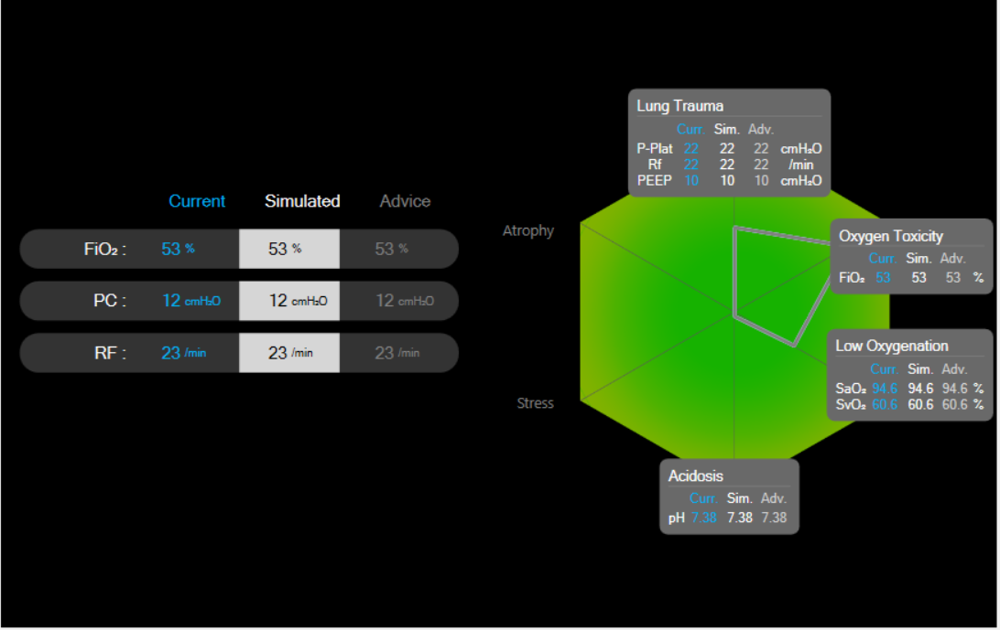 Current Simulated Advice
FiO₂ : 53 % 53 % 53 %
PC : 12 cmH₂O 12 cmH₂O 12 cmH₂O
RF : 23 /min 23 /min 23 /min
Lung Trauma
Curr. Sim. Adv.
P-Plat 22 22 22 cmH₂O
Rf 22 22 22 /min
PEEP 10 10 10 cmH₂O
Atrophy
Oxygen Toxicity
Curr. Sim. Adv.
FiO₂ 53 53 53 %
Low Oxygenation
Curr. Sim. Adv.
SaO₂ 94.6 94.6 94.6 %
SvO₂ 60.6 60.6 60.6 %
Stress
Acidosis
Curr. Sim. Adv.
pH 7.38 7.38 7.38